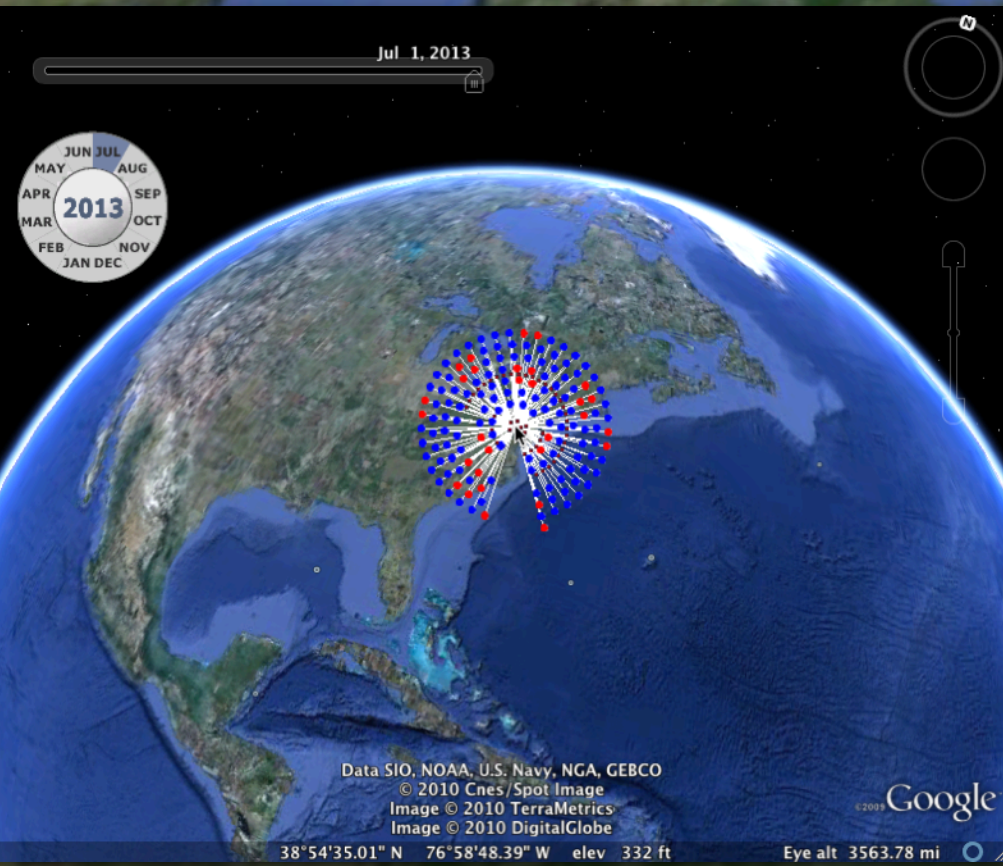 Jul 1, 2013
N
JUN JUL
MAY AUG
APR SEP
2013
MAR OCT
FEB NOV
JAN DEC
Data SIO, NOAA, U.S. Navy, NGA, GEBCO
© 2010 Cnes/Spot Image
Image © 2010 TerraMetrics
Image © 2010 DigitalGlobe
©2009 Google
38°54'35.01" N 76°58'48.39" W elev 332 ft Eye alt 3563.78 mi